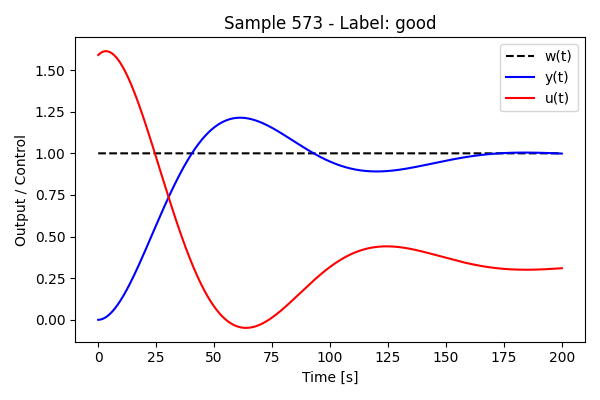 Sample 573 - Label: good
Output / Control
1.50
1.25
1.00
0.75
0.50
0.25
0.00
w(t)
y(t)
u(t)
0 25 50 75 100 125 150 175 200
Time [s]